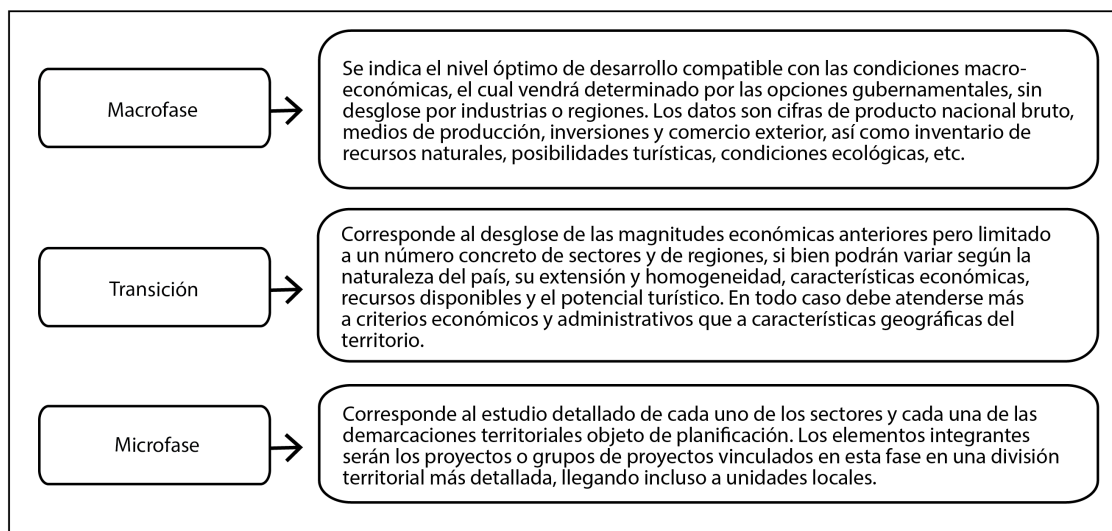 Macrofase
Se indica el nivel óptimo de desarrollo compatible con las condiciones macro-
económicas, el cual vendrá determinado por las opciones gubernamentales, sin
desglose por industrias o regiones. Los datos son cifras de producto nacional bruto,
medios de producción, inversiones y comercio exterior, así como inventario de
recursos naturales, posibilidades turísticas, condiciones ecológicas, etc.
Transición
Corresponde al desglose de las magnitudes económicas anteriores pero limitado
a un número concreto de sectores y de regiones, si bien podrán variar según la
naturaleza del país, su extensión y homogeneidad, características económicas,
recursos disponibles y el potencial turístico. En todo caso debe atenderse más
a criterios económicos y administrativos que a características geográficas del
territorio.
Microfase
Corresponde al estudio detallado de cada uno de los sectores y cada una de las
demarcaciones territoriales objeto de planificación. Los elementos integrantes
serán los proyectos o grupos de proyectos vinculados en esta fase en una división
territorial más detallada, llegando incluso a unidades locales.